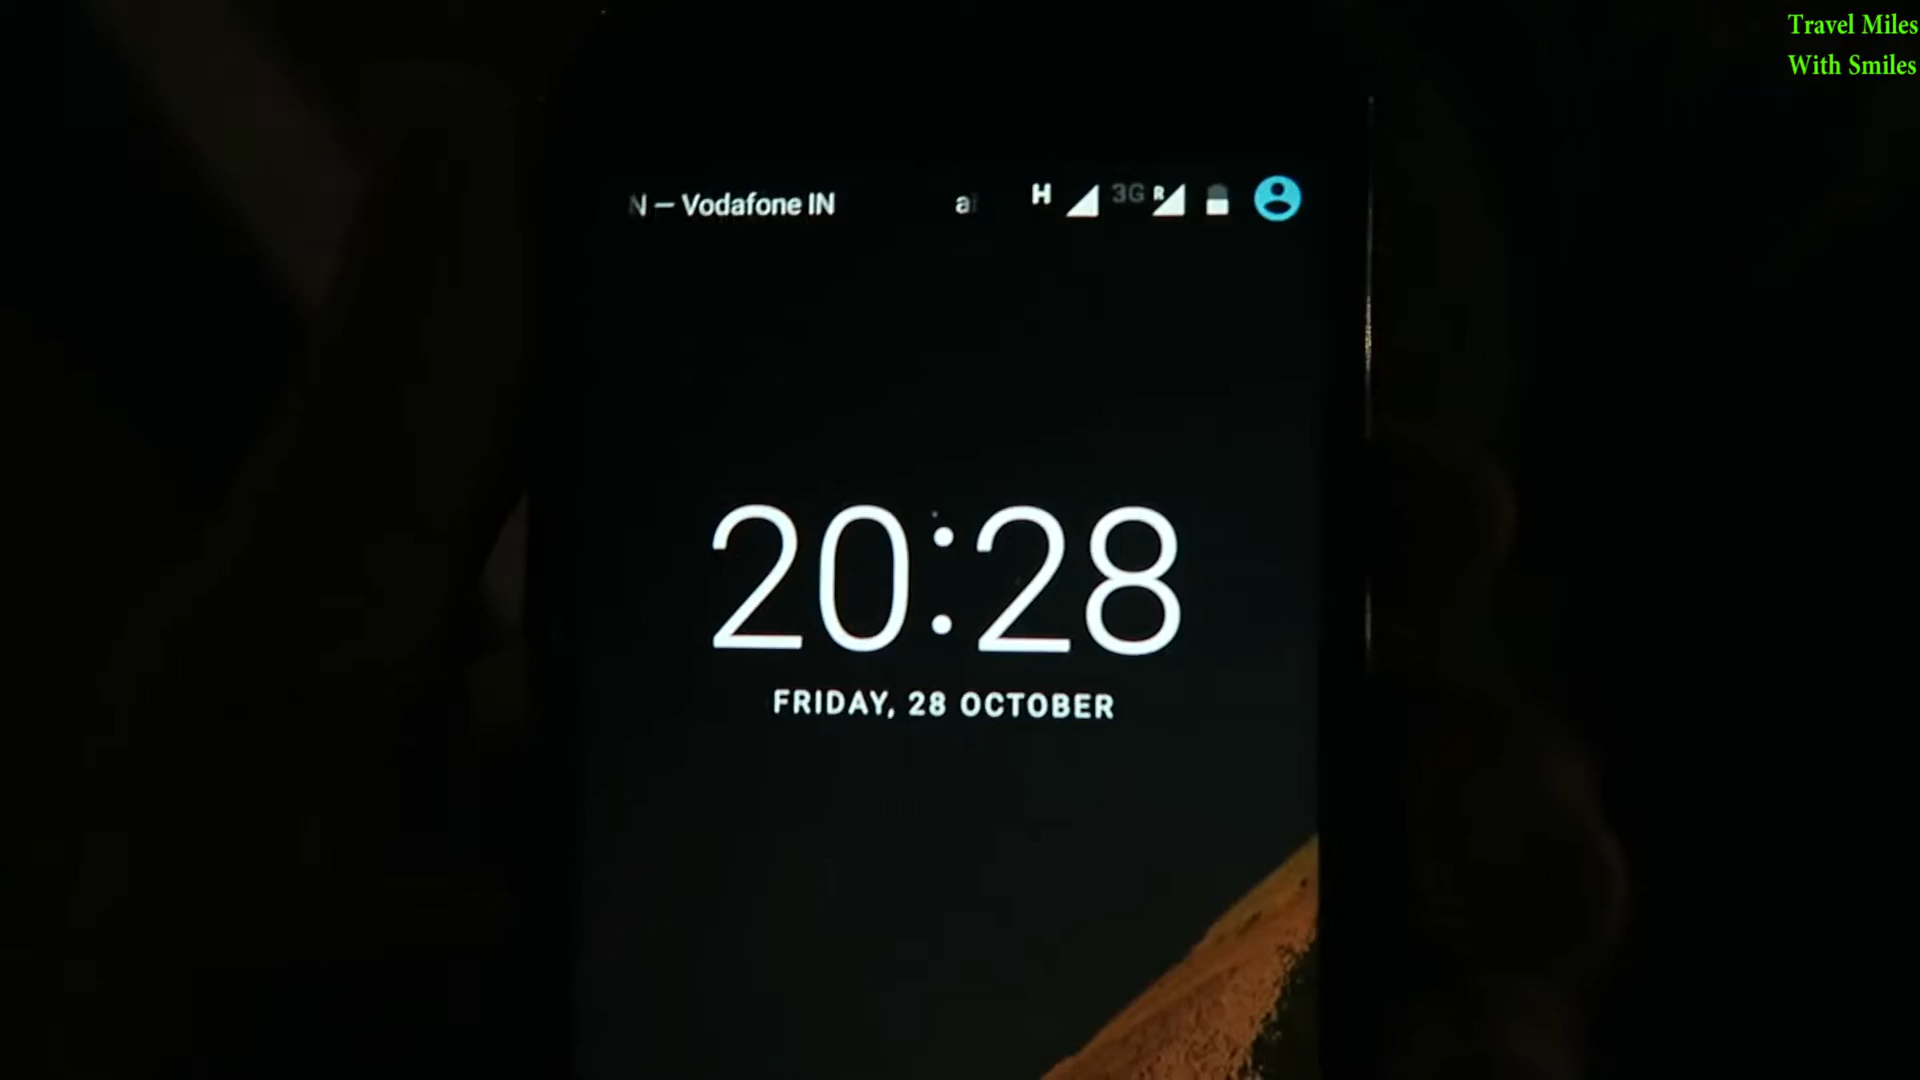 Travel Miles
With Smiles
N — Vodafone IN
H
3G
R
20:28
FRIDAY, 28 OCTOBER